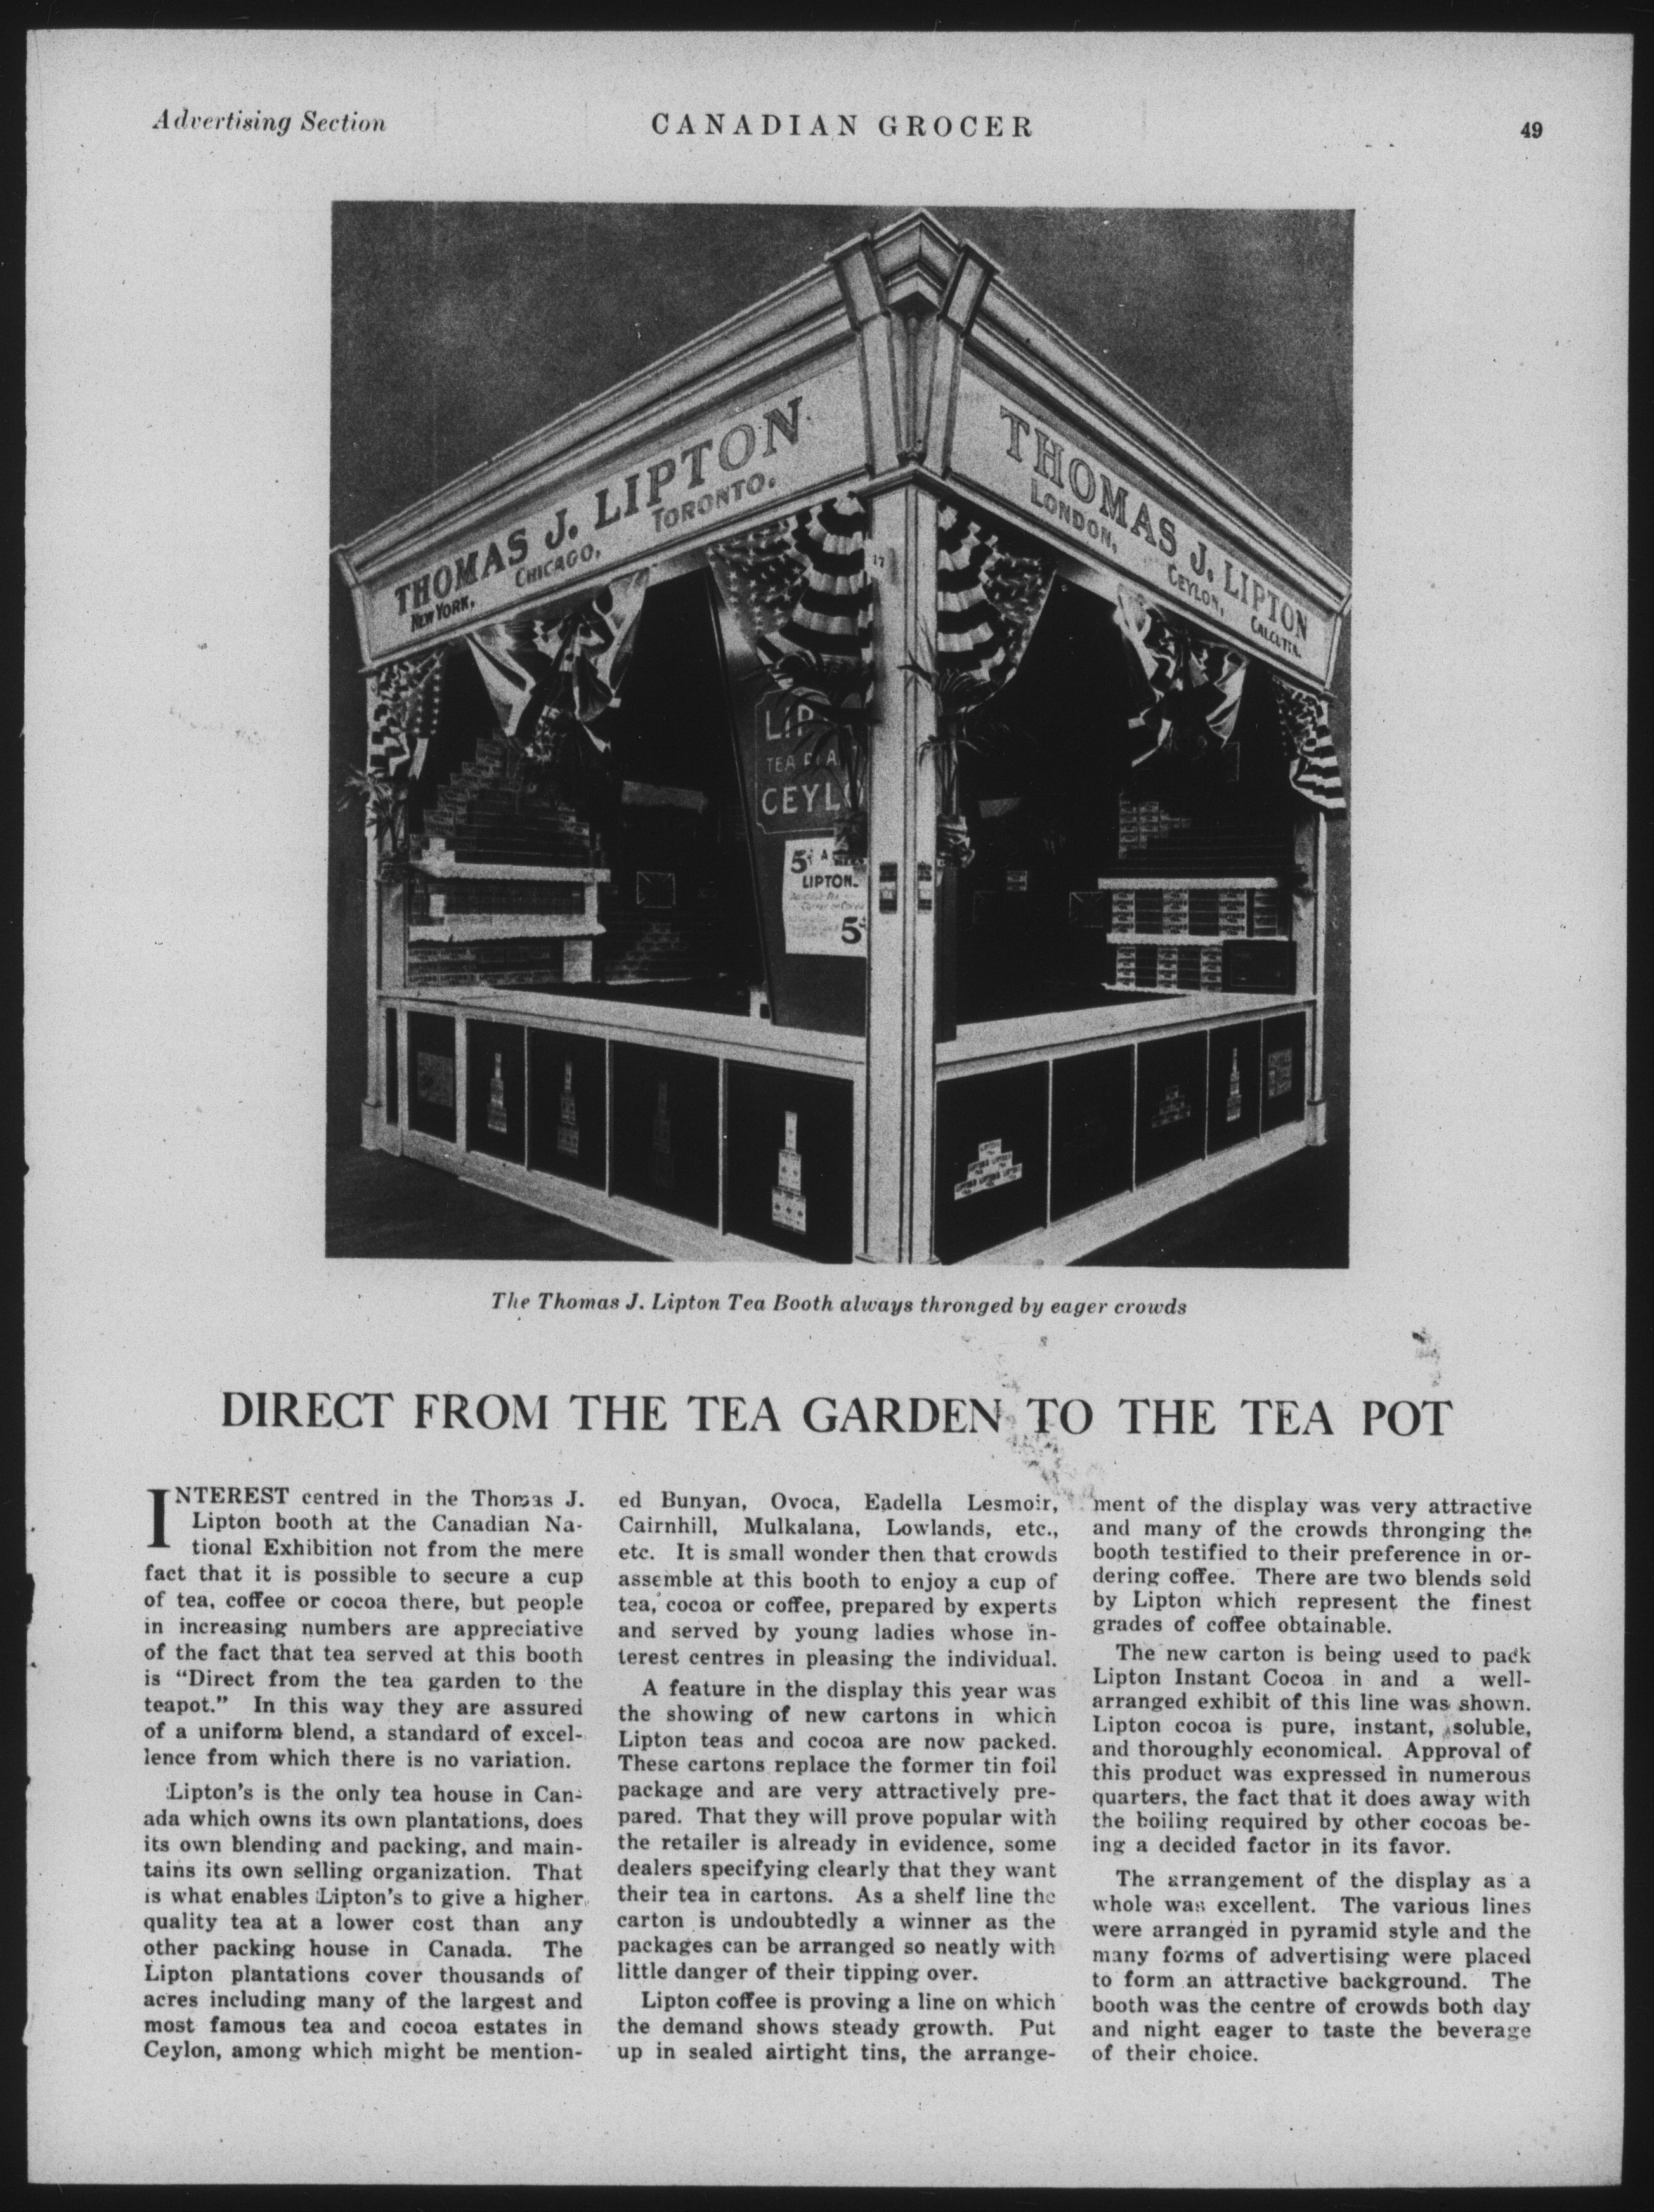 Advertising Section
CANADIAN GROCER
49
THOMAS J. LIPTON
NEW YORK, CHICAGO, TORONTO.
THOMAS J. LIPTON
LONDON, CEYLON, CALCUTTA.
17
LIP
TEA
CEYL
5¢ A
LIPTON
5¢
The Thomas J. Lipton Tea Booth always thronged by eager crowds
DIRECT FROM THE TEA GARDEN TO THE TEA POT
INTEREST centred in the Thomas J.
Lipton booth at the Canadian Na-
tional Exhibition not from the mere
fact that it is possible to secure a cup
of tea, coffee or cocoa there, but people
in increasing numbers are appreciative
of the fact that tea served at this booth
is "Direct from the tea garden to the
teapot." In this way they are assured
of a uniform blend, a standard of excel-
lence from which there is no variation.
Lipton's is the only tea house in Can-
ada which owns its own plantations, does
its own blending and packing, and main-
tains its own selling organization. That
is what enables Lipton's to give a higher
quality tea at a lower cost than any
other packing house in Canada. The
Lipton plantations cover thousands of
acres including many of the largest and
most famous tea and cocoa estates in
Ceylon, among which might be mention-
ed Bunyan, Ovoca, Eadella Lesmoir,
Cairnhill, Mulkalana, Lowlands, etc.,
etc. It is small wonder then that crowds
assemble at this booth to enjoy a cup of
tea, cocoa or coffee, prepared by experts
and served by young ladies whose in-
terest centres in pleasing the individual.
A feature in the display this year was
the showing of new cartons in which
Lipton teas and cocoa are now packed.
These cartons replace the former tin foil
package and are very attractively pre-
pared. That they will prove popular with
the retailer is already in evidence, some
dealers specifying clearly that they want
their tea in cartons. As a shelf line the
carton is undoubtedly a winner as the
packages can be arranged so neatly with
little danger of their tipping over.
Lipton coffee is proving a line on which
the demand shows steady growth. Put
up in sealed airtight tins, the arrange-
ment of the display was very attractive
and many of the crowds thronging the
booth testified to their preference in or-
dering coffee. There are two blends sold
by Lipton which represent the finest
grades of coffee obtainable.
The new carton is being used to pack
Lipton Instant Cocoa in and a well-
arranged exhibit of this line was shown.
Lipton cocoa is pure, instant, soluble,
and thoroughly economical. Approval of
this product was expressed in numerous
quarters, the fact that it does away with
the boiling required by other cocoas be-
ing a decided factor in its favor.
The arrangement of the display as a
whole was excellent. The various lines
were arranged in pyramid style and the
many forms of advertising were placed
to form an attractive background. The
booth was the centre of crowds both day
and night eager to taste the beverage
of their choice.